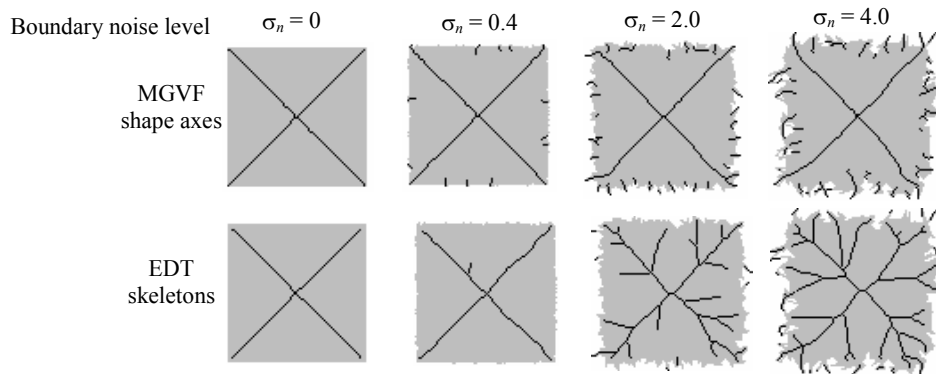 Boundary noise level σn = 0 σn = 0.4 σn = 2.0 σn = 4.0
MGVF
shape axes
EDT
skeletons